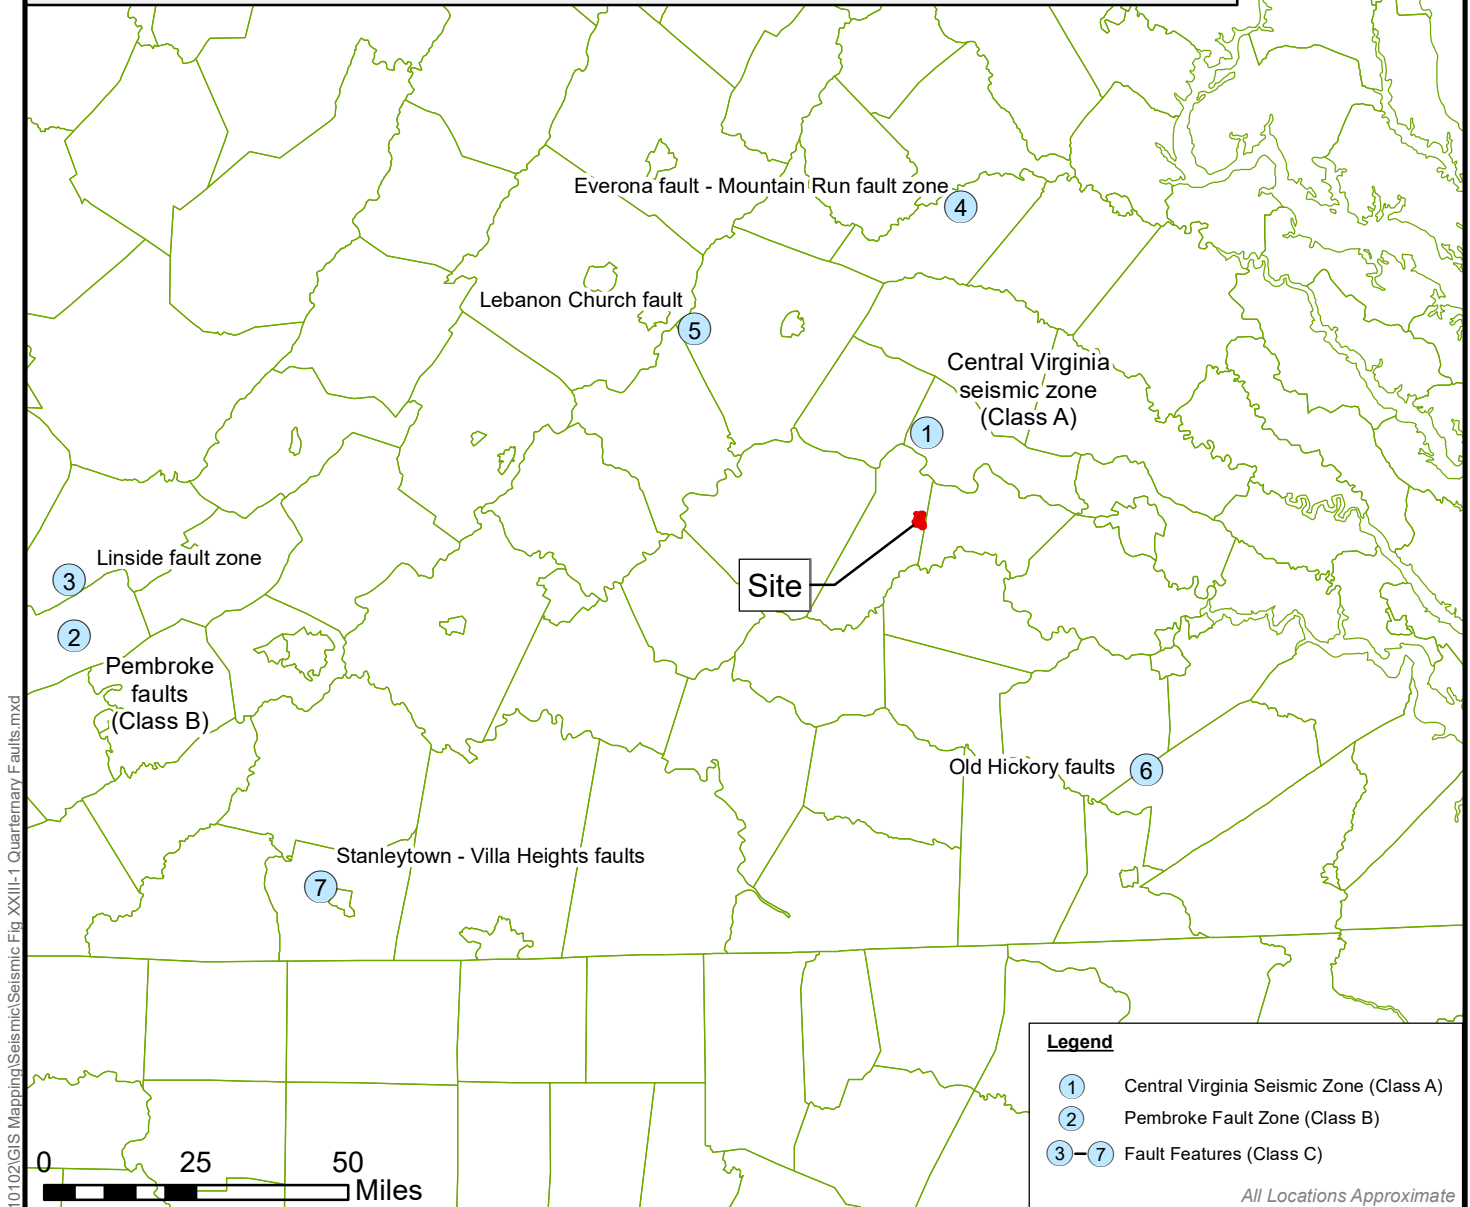 Everona fault - Mountain Run fault zone
4
Lebanon Church fault
5
Central Virginia
seismic zone
(Class A)
1
Site
Linside fault zone
3
2
Pembroke
faults
(Class B)
Old Hickory faults
6
Stanleytown - Villa Heights faults
7
Legend
1 Central Virginia Seismic Zone (Class A)
2 Pembroke Fault Zone (Class B)
3 – 7 Fault Features (Class C)
0 25 50
Miles
All Locations Approximate
10102\GIS Mapping\Seismic\Seismic Fig XXIII-1 Quarternary Faults.mxd